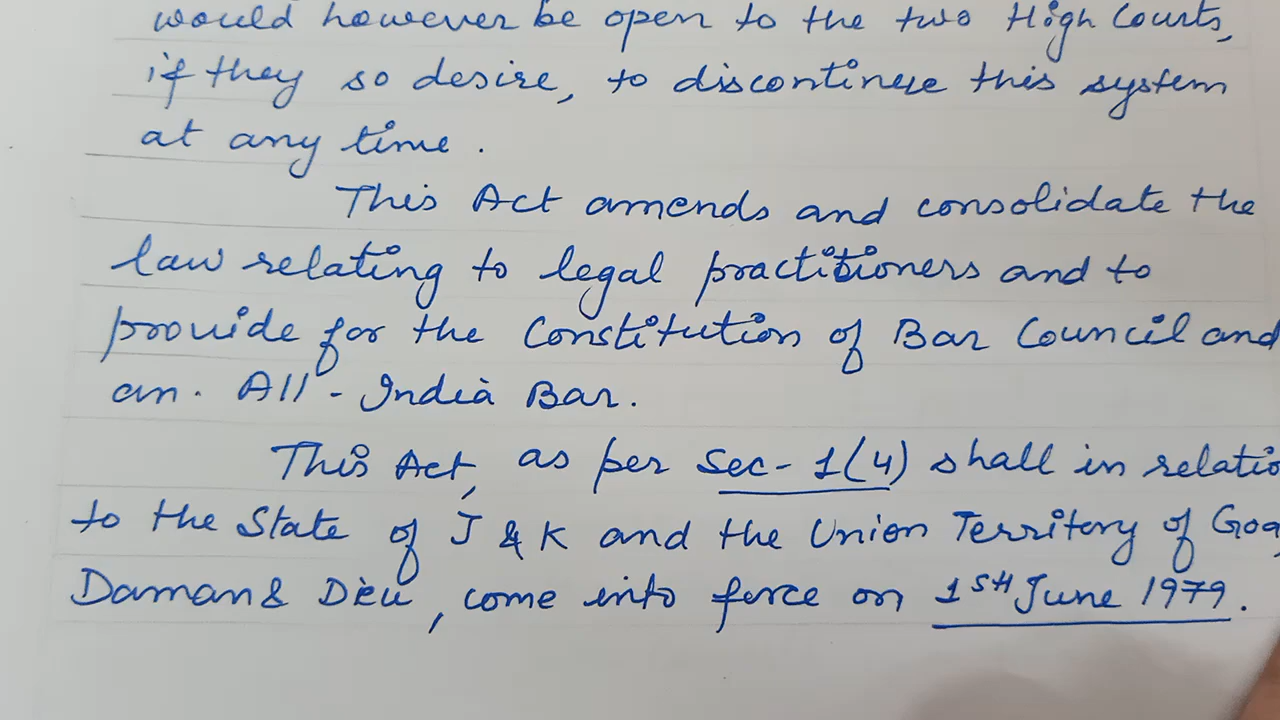 would however be open to the two High Courts,
if they so desire, to discontinue this system
at any time.
This Act amends and consolidate the
law relating to legal practitioners and to
provide for the Constitution of Bar Council and
an. All-India Bar.
This Act, as per Sec-1(4) shall in relatio
to the State of J & K and the Union Territory of Goa,
Daman & Dieu, come into force on 1SH June 1979.